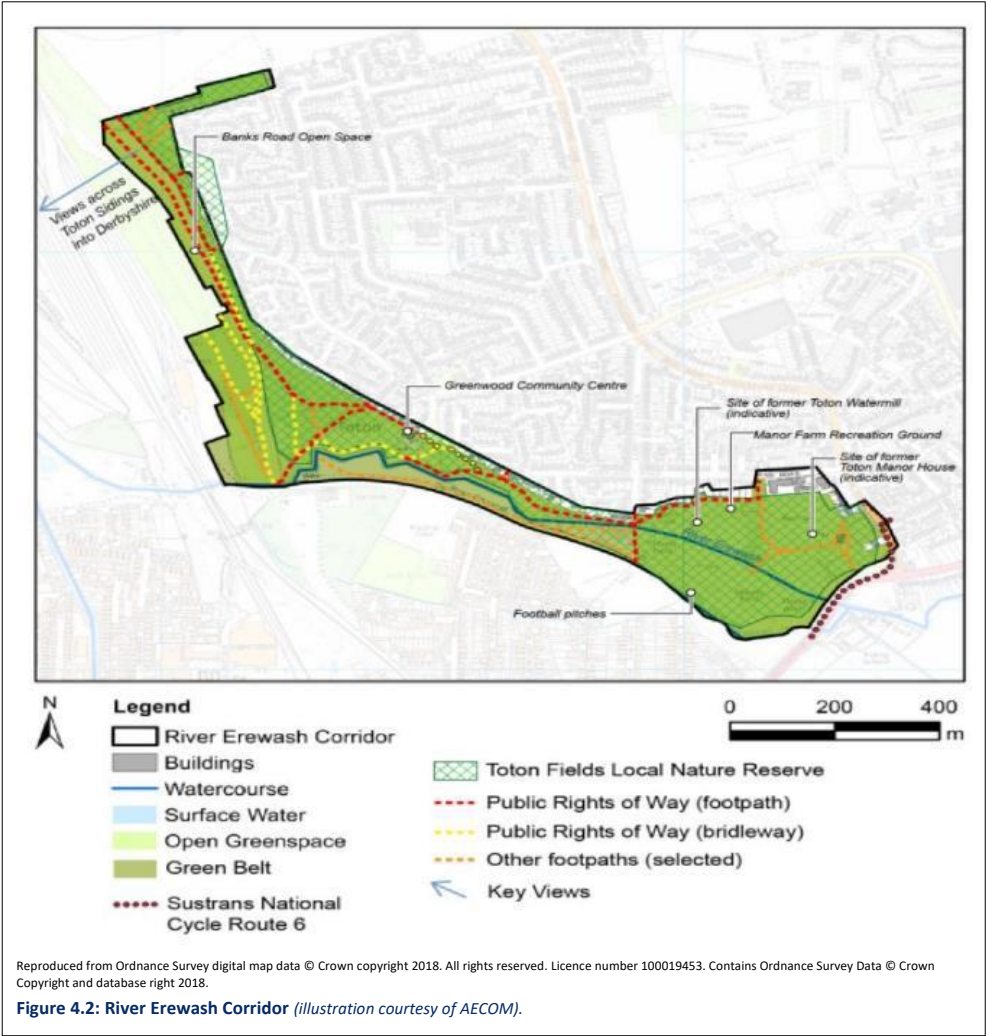 Banks Road Open Space
Views across
Toton Sidings
into Derbyshire
Greenwood Community Centre
Site of former Toton Watermill
(indicative)
Manor Farm Recreation Ground
Site of former
Toton Manor House
(indicative)
Toton
River Erewash
Football pitches
N
Legend
River Erewash Corridor
Buildings
Watercourse
Surface Water
Open Greenspace
Green Belt
Sustrans National
Cycle Route 6
0 200 400
m
Toton Fields Local Nature Reserve
Public Rights of Way (footpath)
Public Rights of Way (bridleway)
Other footpaths (selected)
Key Views
Reproduced from Ordnance Survey digital map data © Crown copyright 2018. All rights reserved. Licence number 100019453. Contains Ordnance Survey Data © Crown
Copyright and database right 2018.
Figure 4.2: River Erewash Corridor (illustration courtesy of AECOM).